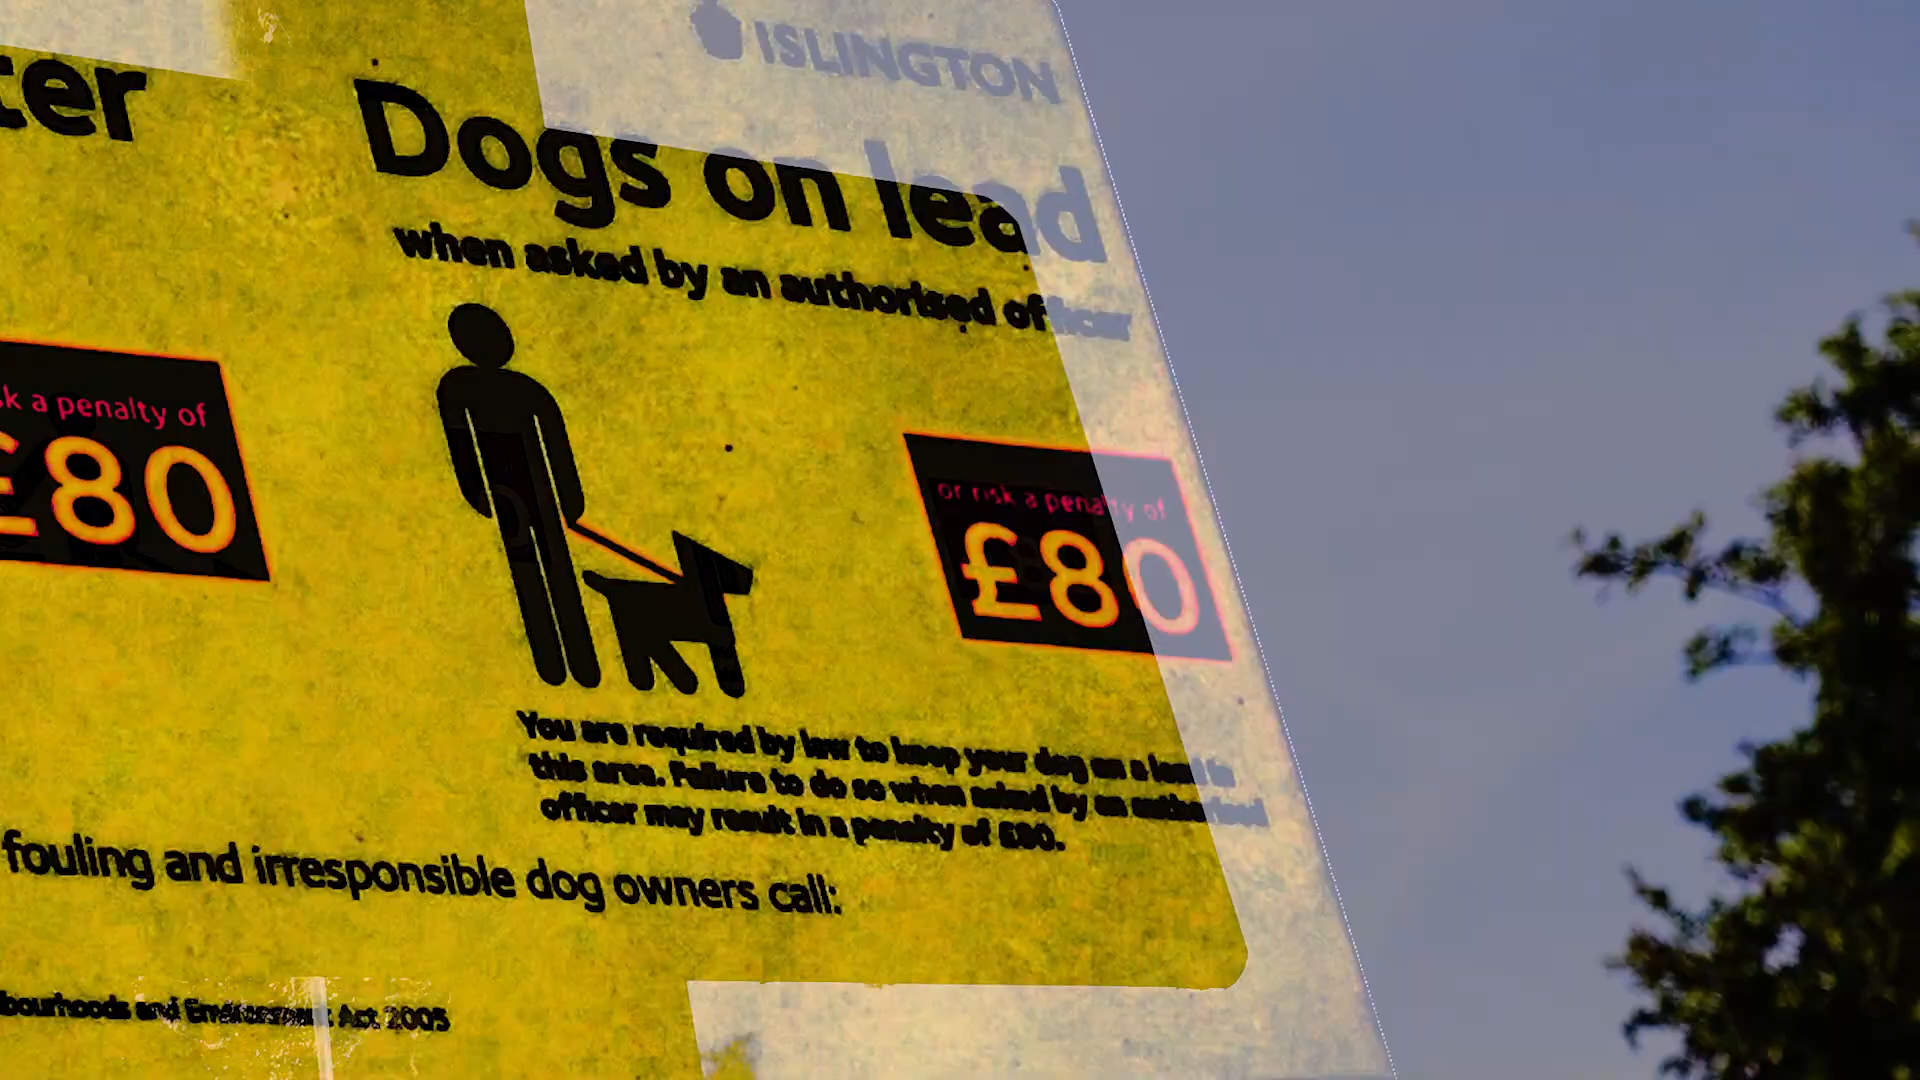 ISLINGTON
ter
Dogs on lead
when asked by an authorised officer
sk a penalty of
£80
or risk a penalty of
£80
You are required by law to keep your dog on a lead in
this area. Failure to do so when asked by an authorised
officer may result in a penalty of £80.
fouling and irresponsible dog owners call:
bourhoods and Environment Act 2005